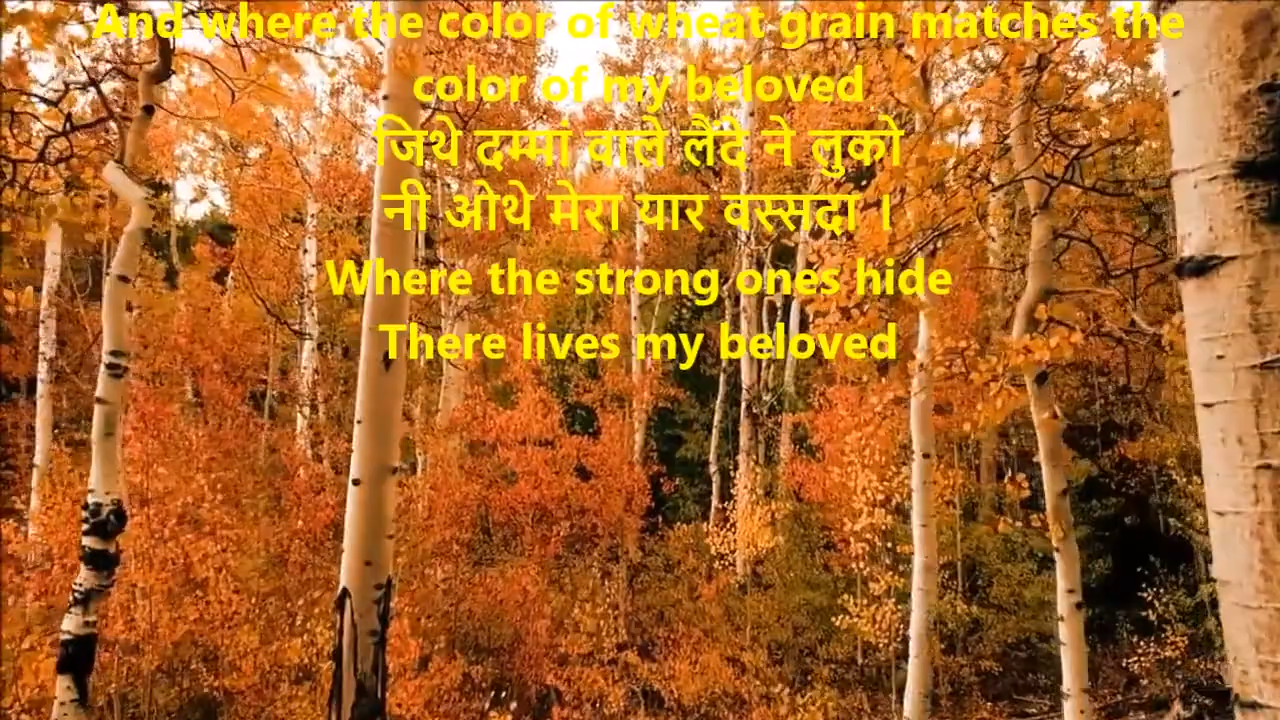 And where the color of wheat grain matches the
color of my beloved
जिथे दम्मां वाले लैंदे ने लुको
नी ओथे मेरा यार वस्सदा ।
Where the strong ones hide
There lives my beloved